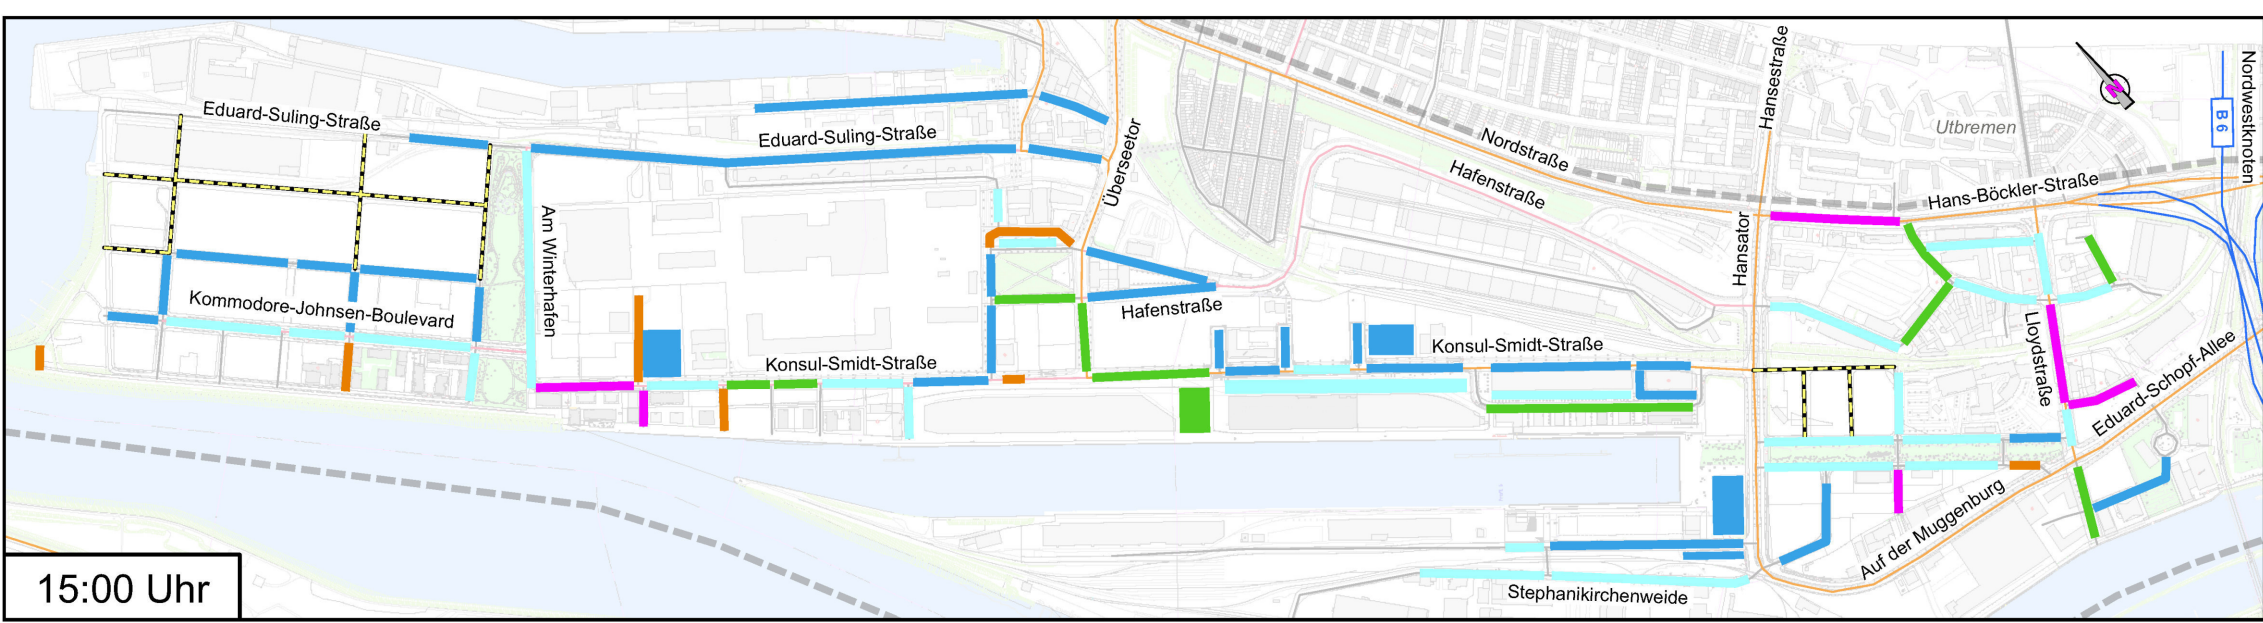 Eduard-Suling-Straße
Eduard-Suling-Straße
Überseetor
Nordstraße
Hafenstraße
Hansestraße
Utbremen
B 6
Nordwestknoten
Hans-Böckler-Straße
Hansator
Am Winterhafen
Kommodore-Johnsen-Boulevard
Hafenstraße
Konsul-Smidt-Straße
Konsul-Smidt-Straße
Lloydstraße
Eduard-Schopf-Allee
Auf der Muggenburg
Stephanikirchenweide
N
15:00 Uhr